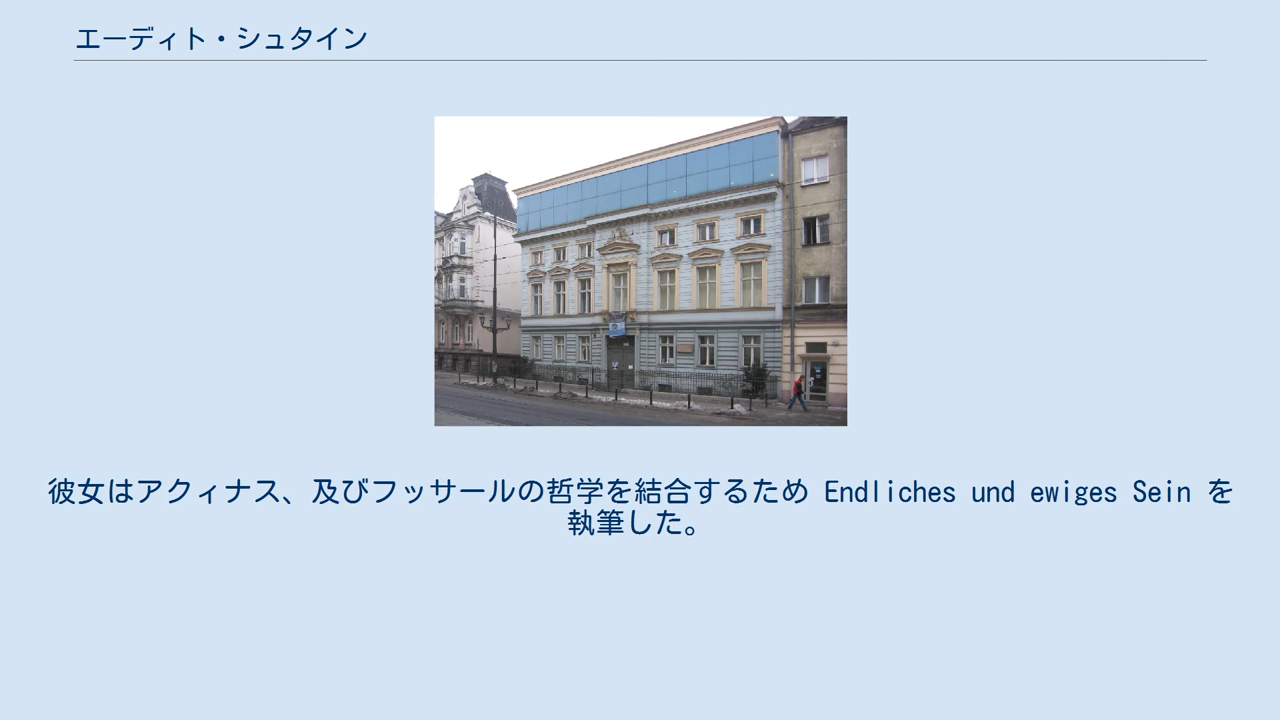 エーディト・シュタイン
彼女はアクィナス、及びフッサールの哲学を結合するため Endliches und ewiges Sein を
執筆した。